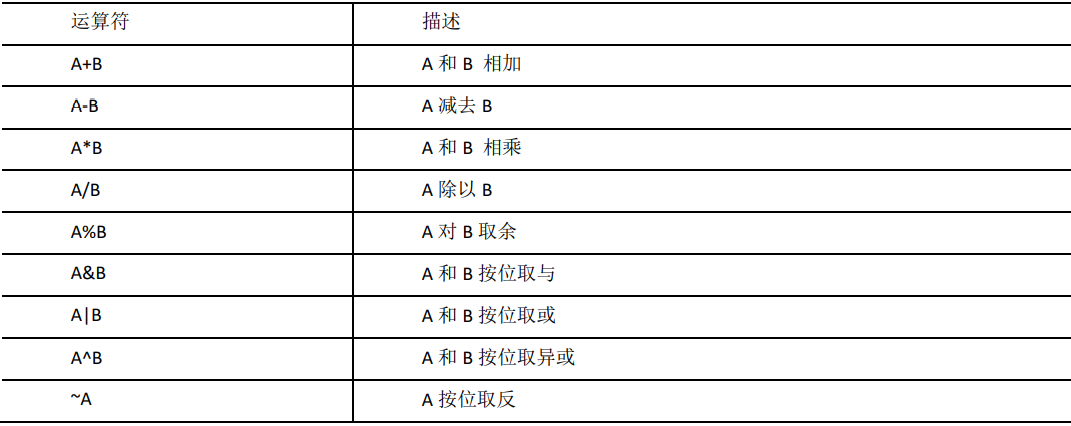 运算符 描述
A+B A 和 B 相加
A-B A 减去 B
A*B A 和 B 相乘
A/B A 除以 B
A%B A 对 B 取余
A&B A 和 B 按位取与
A|B A 和 B 按位取或
A^B A 和 B 按位取异或
~A A 按位取反